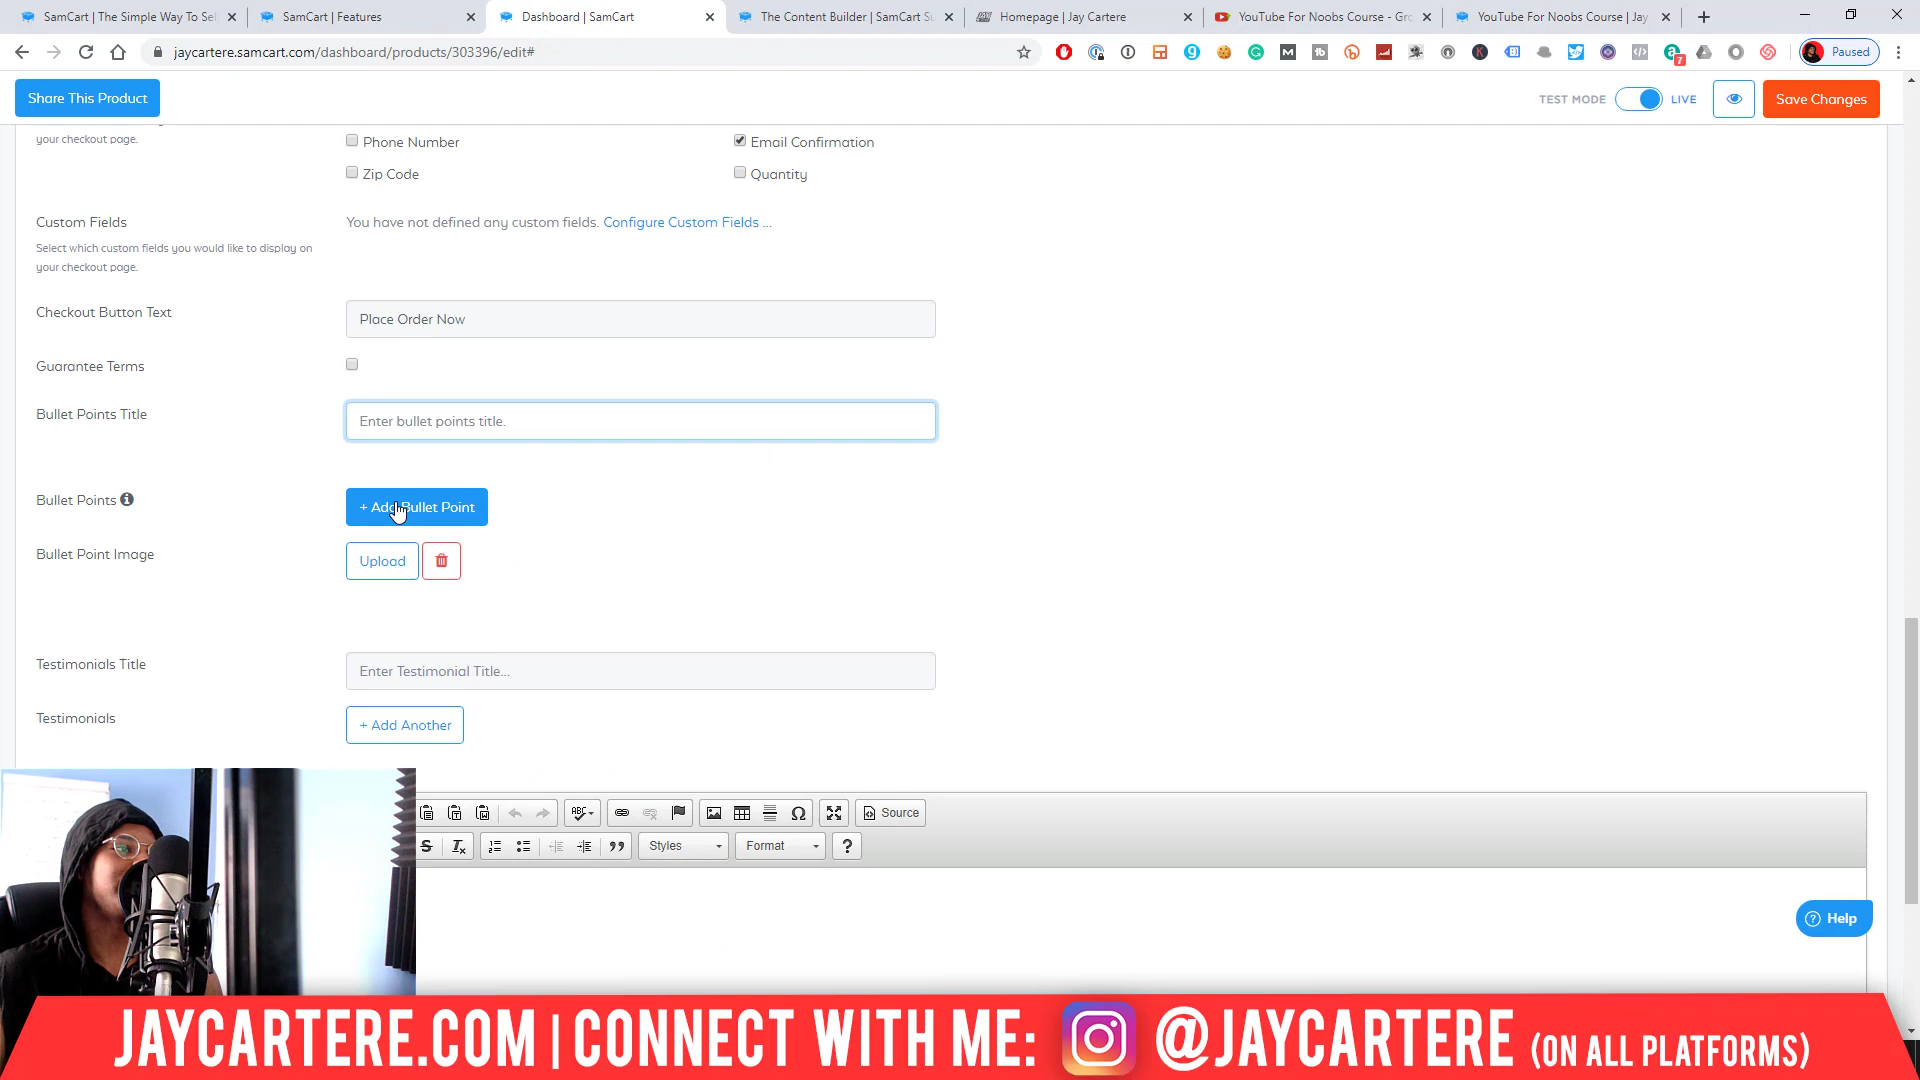 SamCart | The Simple Way To Sel
SamCart | Features
Dashboard | SamCart
The Content Builder | SamCart Su
Homepage | Jay Cartere
YouTube For Noobs Course - Gro
YouTube For Noobs Course | Jay
jaycartere.samcart.com/dashboard/products/303396/edit#
7
Paused
Share This Product
TEST MODE
LIVE
Save Changes
your checkout page.
Phone Number
Email Confirmation
Zip Code
Quantity
Custom Fields
You have not defined any custom fields. Configure Custom Fields ...
Select which custom fields you would like to display on
your checkout page.
Checkout Button Text
Place Order Now
Guarantee Terms
Bullet Points Title
Enter bullet points title.
Bullet Points
+ Add Bullet Point
Bullet Point Image
Upload
Testimonials Title
Enter Testimonial Title...
Testimonials
+ Add Another
ABC
Source
Styles
Format
?
Help
JAYCARTERE.COM | CONNECT WITH ME: @JAYCARTERE (ON ALL PLATFORMS)